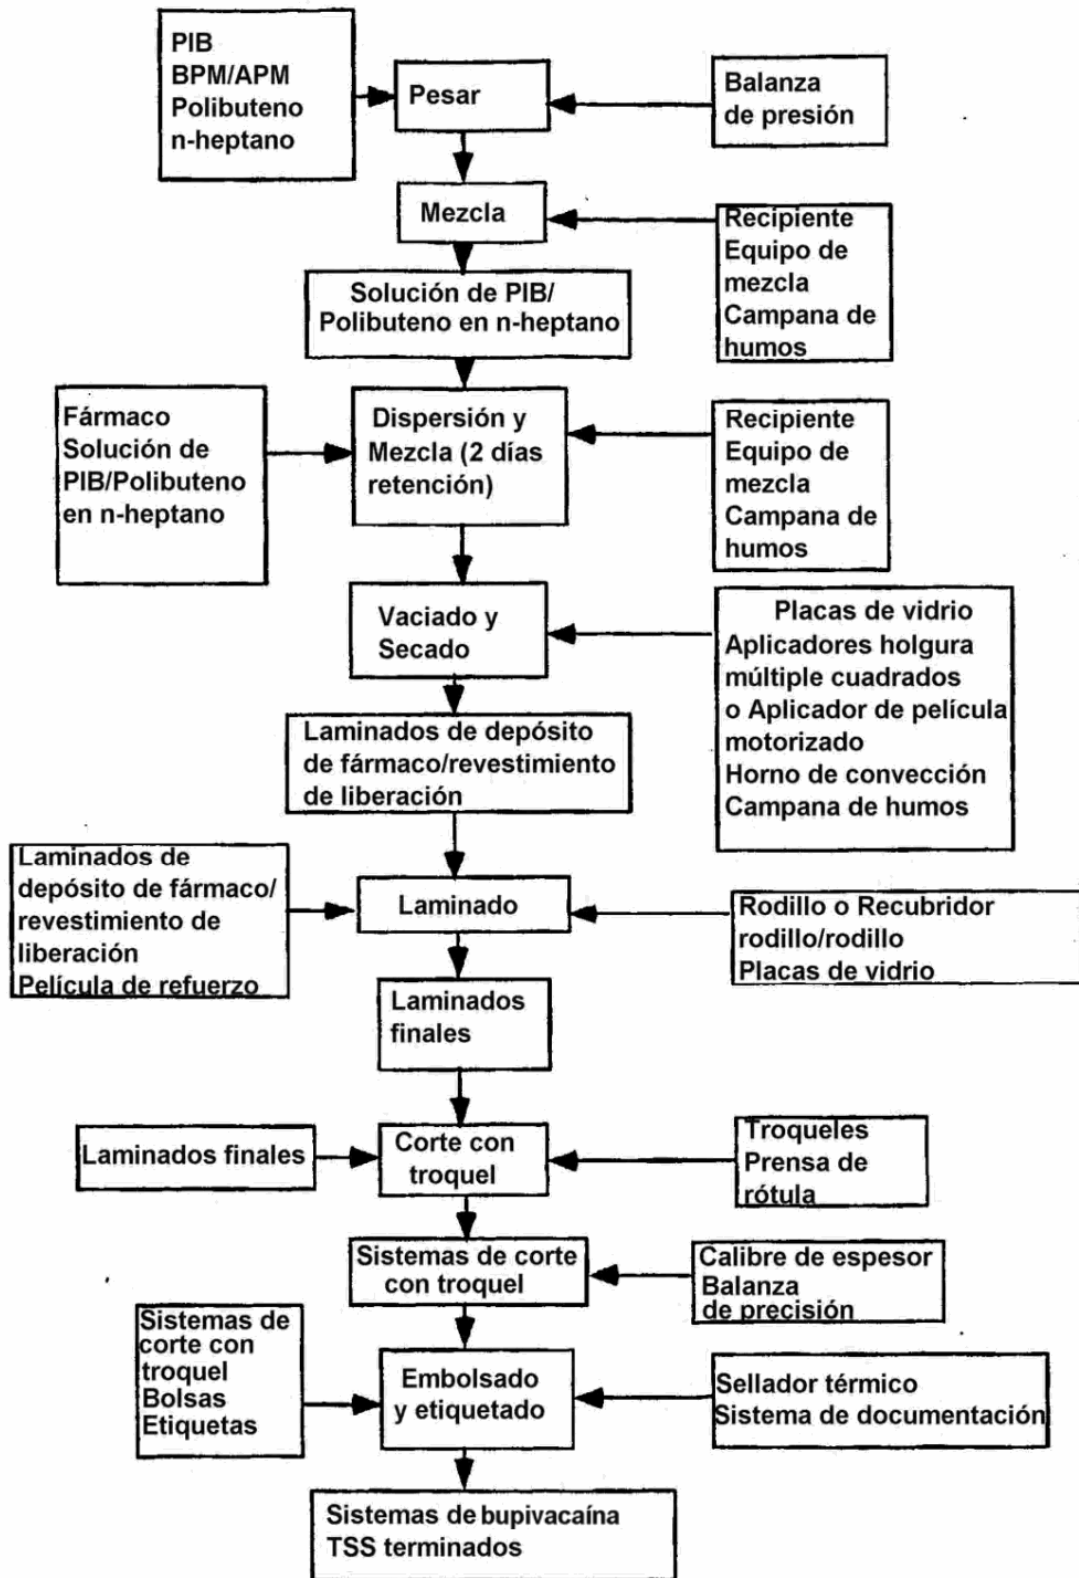 PIB
BPM/APM
Polibuteno
n-heptano
Pesar
Balanza
de presión
Mezcla
Recipiente
Equipo de
mezcla
Campana de
humos
Solución de PIB/
Polibuteno en n-heptano
Fármaco
Solución de
PIB/Polibuteno
en n-heptano
Dispersión y
Mezcla (2 días
retención)
Recipiente
Equipo de
mezcla
Campana de
humos
Vaciado y
Secado
Placas de vidrio
Aplicadores holgura
múltiple cuadrados
o Aplicador de película
motorizado
Horno de convección
Campana de humos
Laminados de depósito
de fármaco/revestimiento
de liberación
Laminados de
depósito de fármaco/
revestimiento de
liberación
Película de refuerzo
Laminado
Rodillo o Recubridor
rodillo/rodillo
Placas de vidrio
Laminados
finales
Laminados finales
Corte con
troquel
Troqueles
Prensa de
rótula
Sistemas de corte
con troquel
Calibre de espesor
Balanza
de precisión
Sistemas de
corte con
troquel
Bolsas
Etiquetas
Embolsado
y etiquetado
Sellador térmico
Sistema de documentación
Sistemas de bupivacaína
TSS terminados